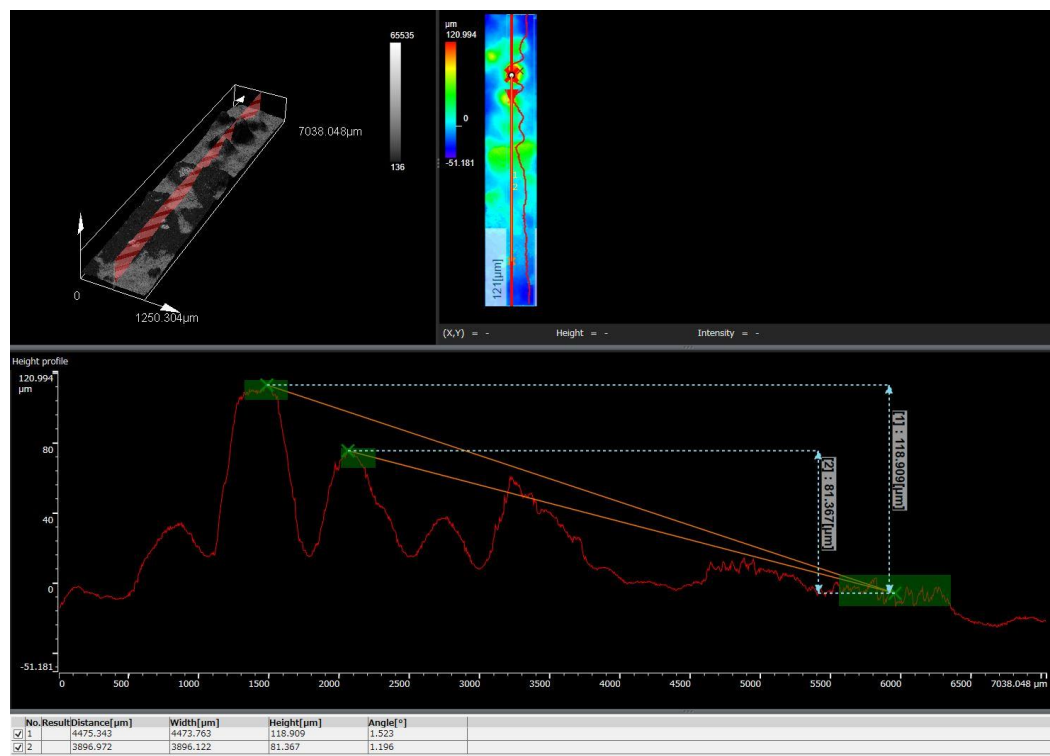 65535
136
7038.048µm
0
1250.304µm
µm
120.994
0
-51.181
121[µm]
(X,Y) = -
Height = -
Intensity = -
Height profile
120.994
µm
80
40
0
-51.181
[1] : 118.909[µm]
[2] : 81.367[µm]
0 500 1000 1500 2000 2500 3000 3500 4000 4500 5000 5500 6000 6500 7038.048 µm
No. Result Distance[µm] Width[µm] Height[µm] Angle[°]
1 4475.343 4473.763 118.909 1.523
2 3896.972 3896.122 81.367 1.196